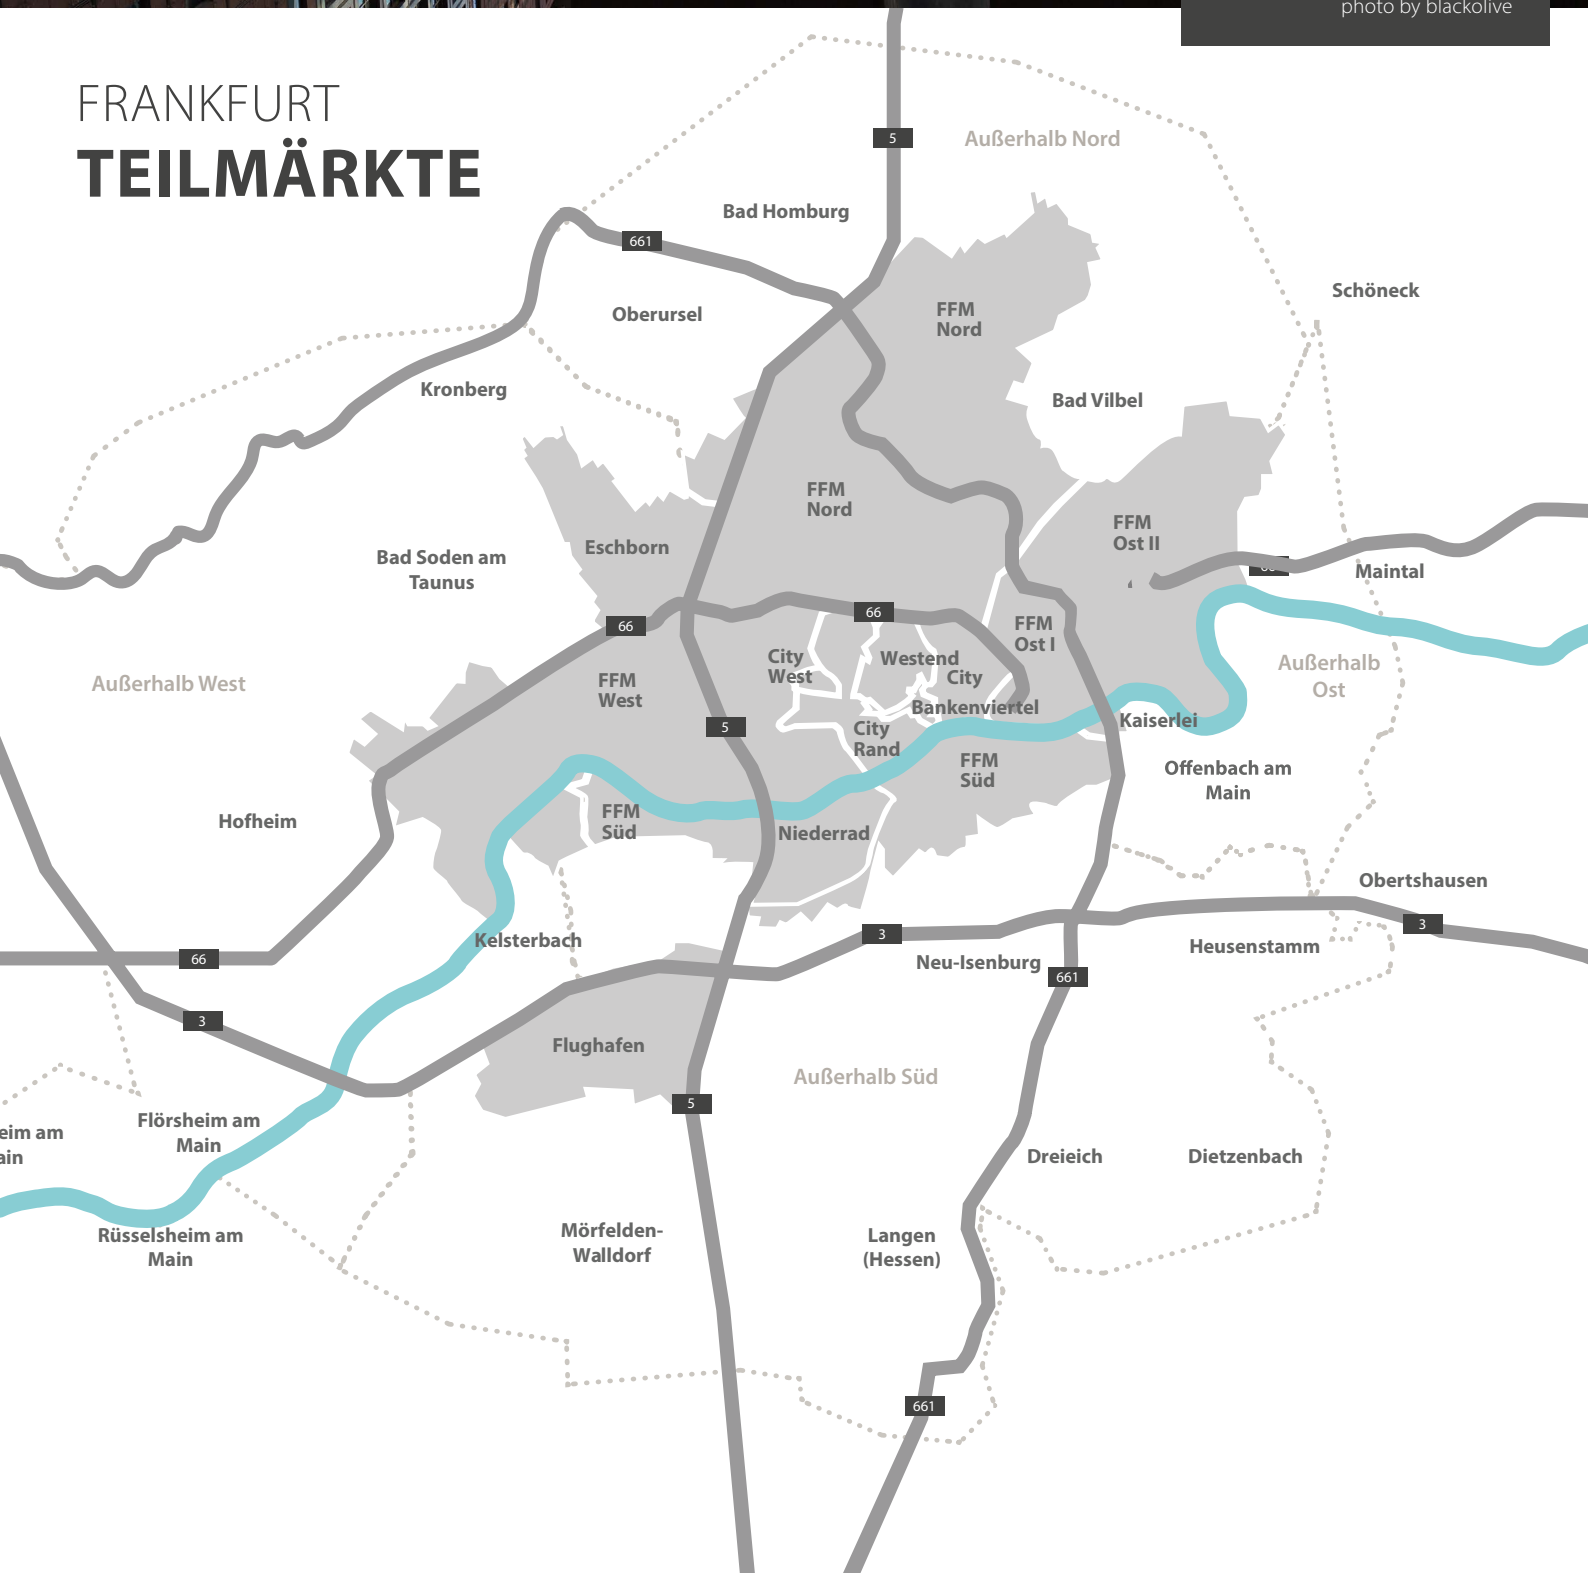 photo by blackolive
FRANKFURT
TEILMÄRKTE
5
Außerhalb Nord
Bad Homburg
661
Schöneck
Oberursel
FFM
Nord
Kronberg
Bad Vilbel
FFM
Nord
FFM
Ost II
Eschborn
Bad Soden am
Taunus
Maintal
66
66
FFM
Ost I
City
West
Westend
City
Außerhalb
Ost
Außerhalb West
FFM
West
Bankenviertel
5
Kaiserlei
City
Rand
FFM
Süd
Offenbach am
Main
FFM
Süd
Hofheim
Niederrad
Obertshausen
3
3
Kelsterbach
Heusenstamm
66
Neu-Isenburg
661
3
Flughafen
Außerhalb Süd
5
Flörsheim am
Main
eim am
ain
Dreieich
Dietzenbach
Rüsselsheim am
Main
Mörfelden-
Walldorf
Langen
(Hessen)
661